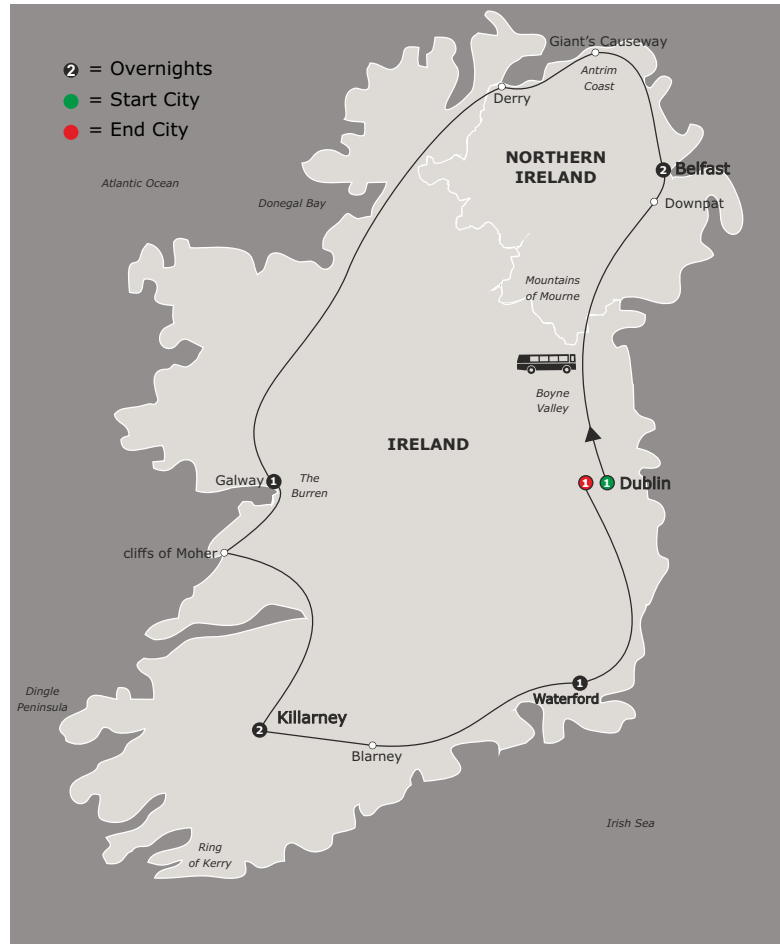 2 = Overnights
= Start City
= End City
Giant's Causeway
Antrim
Coast
Derry
NORTHERN
IRELAND
2 Belfast
Downpat
Atlantic Ocean
Donegal Bay
Mountains
of Mourne
Boyne
Valley
IRELAND
Galway 1
The
Burren
1 1 Dublin
cliffs of Moher
1
Waterford
Dingle
Peninsula
2 Killarney
Blarney
Irish Sea
Ring
of Kerry